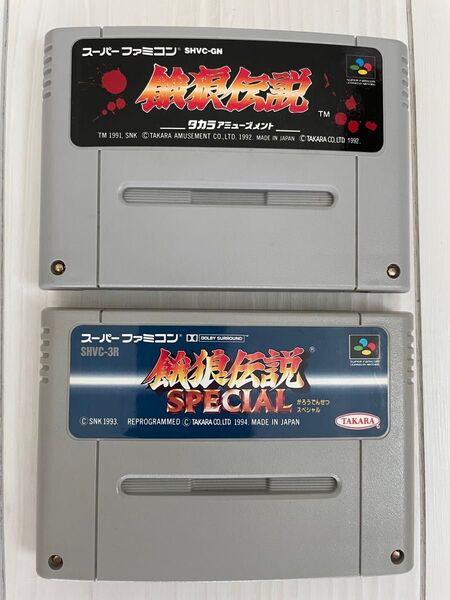 スーパーファミコン® SHVC-GN
餓狼伝説
TM
タカラアミューズメント
TM 1991, SNK ©TAKARA AMUSEMENT CO., LTD. 1992. MADE IN JAPAN ©TAKARA CO., LTD 1992.
スーパーファミコン® DOLBY SURROUND
SHVC-3R
餓狼伝説®
SPECIAL
がろうでんせつ
スペシャル
TAKARA
© SNK 1993. REPROGRAMMED © TAKARA CO., LTD 1994. MADE IN JAPAN